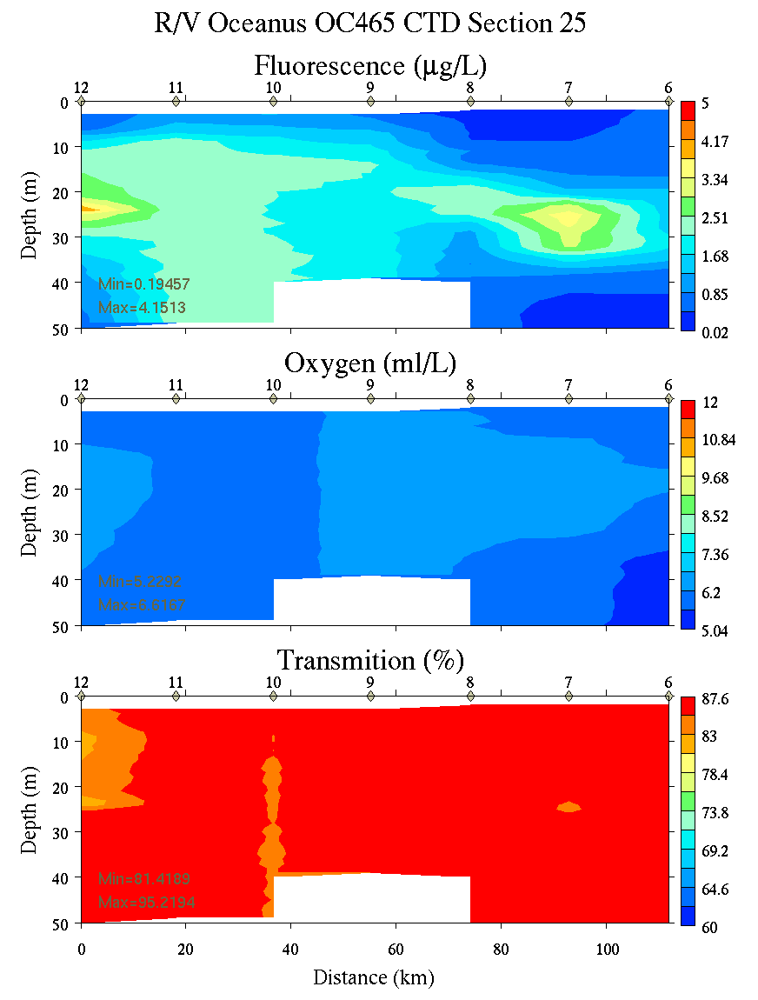 R/V Oceanus OC465 CTD Section 25
Fluorescence (μg/L)
12 11 10 9 8 7 6
0
10
20
30
40
50
Depth (m)
Min=0.19457
Max=4.1513
5
4.17
3.34
2.51
1.68
0.85
0.02
Oxygen (ml/L)
12 11 10 9 8 7 6
0
10
20
30
40
50
Depth (m)
Min=5.2292
12
10.84
9.68
8.52
7.36
6.2
5.04
Transmition (%)
12 11 10 9 8 7 6
0
10
20
30
40
50
Depth (m)
Min=81.4189
Max=95.2194
87.6
83
78.4
73.8
69.2
64.6
60
0 20 40 60 80 100
Distance (km)